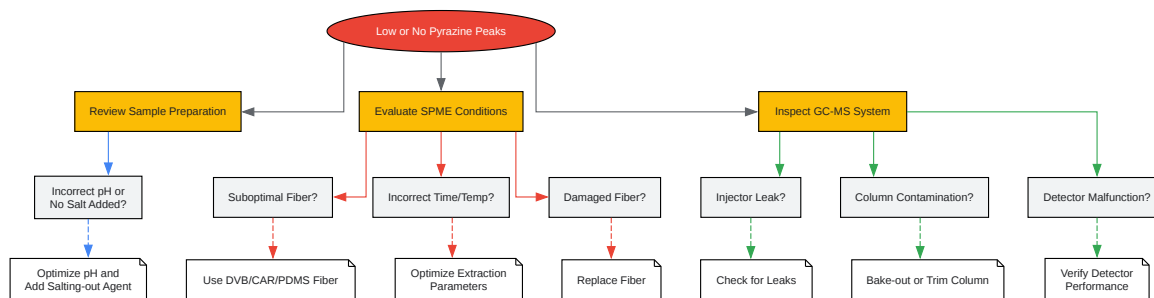 Low or No Pyrazine Peaks
Review Sample Preparation
Evaluate SPME Conditions
Inspect GC-MS System
Incorrect pH or
No Salt Added?
Suboptimal Fiber?
Incorrect Time/Temp?
Damaged Fiber?
Injector Leak?
Column Contamination?
Detector Malfunction?
Optimize pH and
Add Salting-out Agent
Use DVB/CAR/PDMS Fiber
Optimize Extraction
Parameters
Replace Fiber
Check for Leaks
Bake-out or Trim Column
Verify Detector
Performance